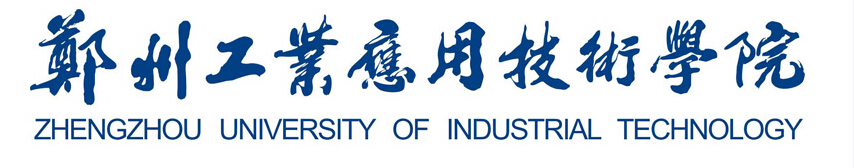 鄭州工業應用技術學院
ZHENGZHOU UNIVERSITY OF INDUSTRIAL TECHNOLOGY